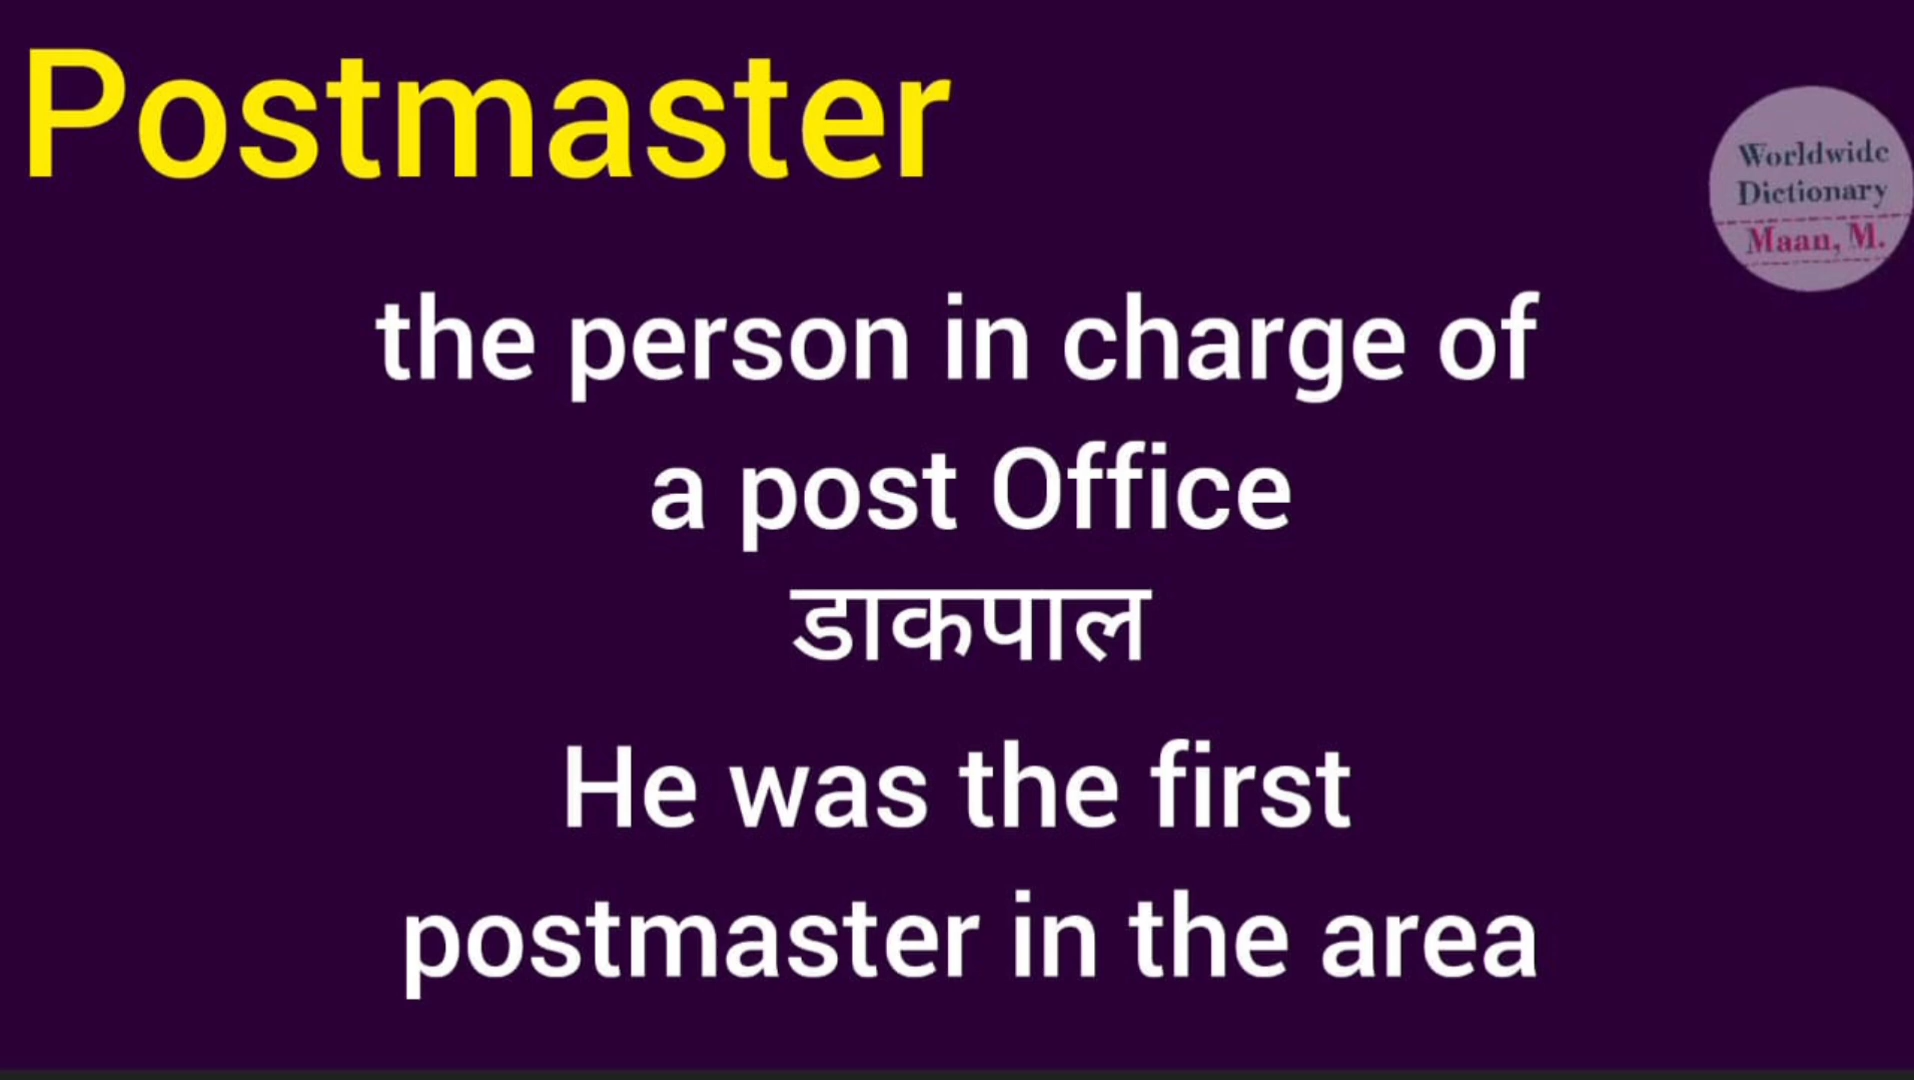 Postmaster
Worldwide
Dictionary
Maan, M.
the person in charge of
a post Office
डाकपाल
He was the first
postmaster in the area